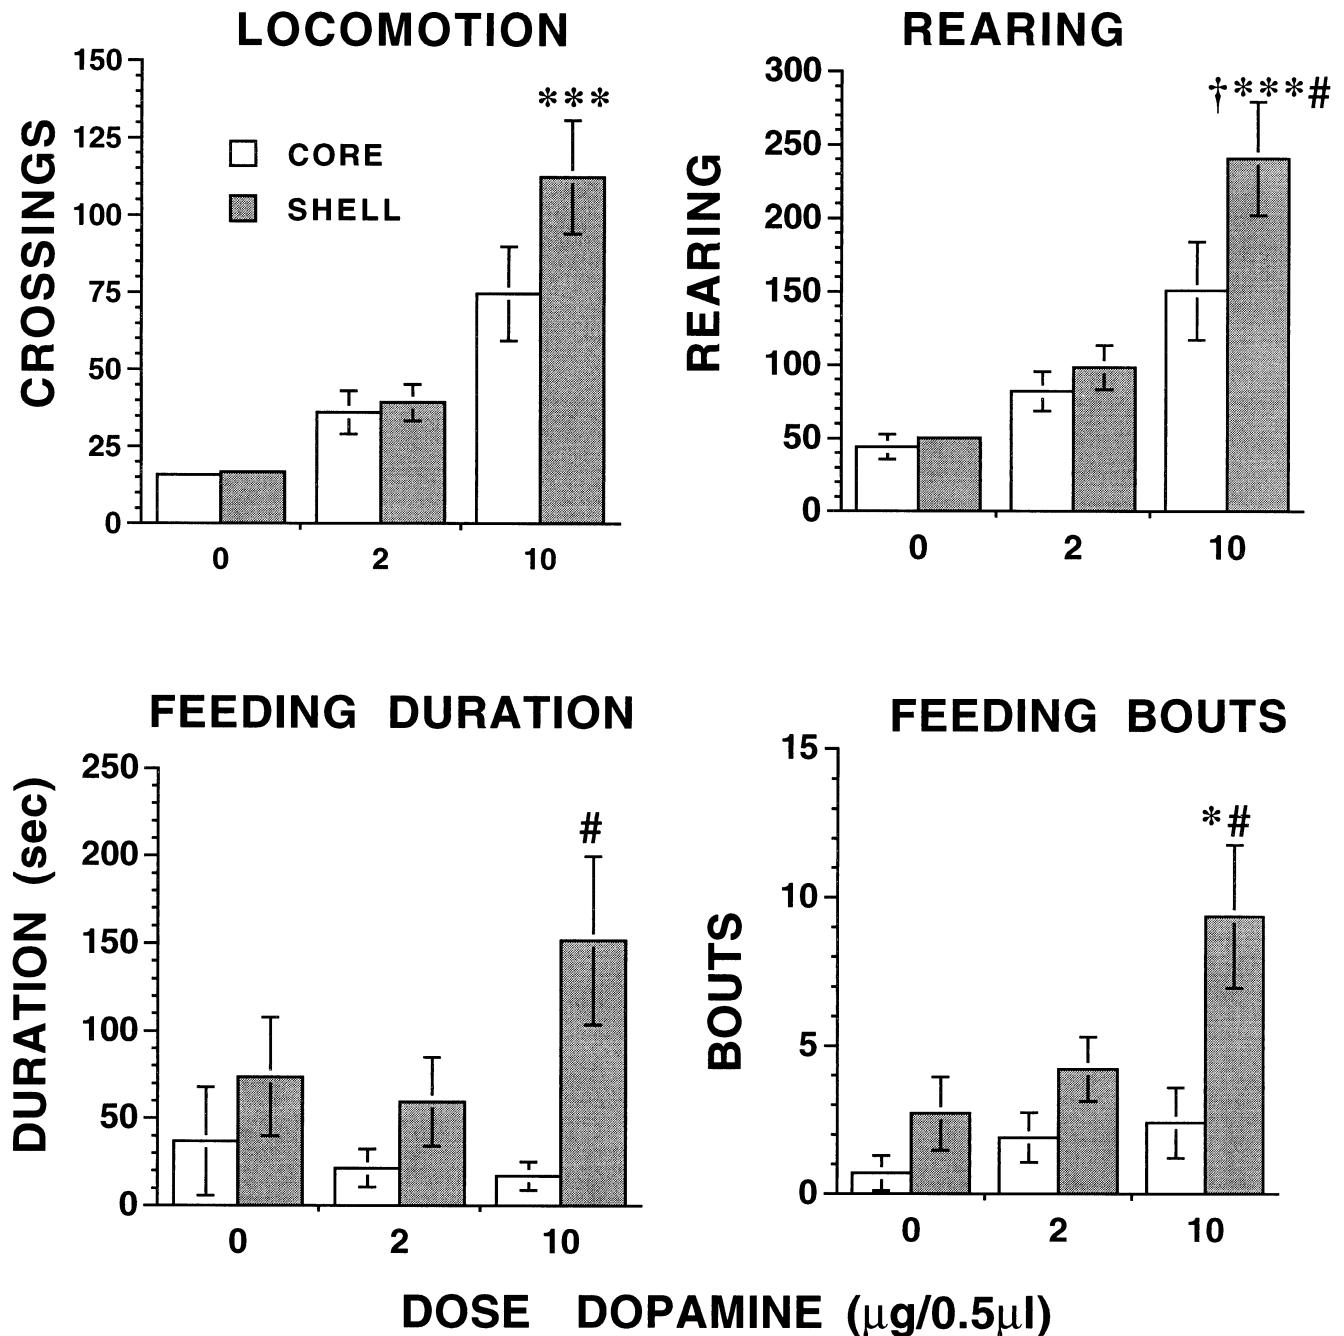 LOCOMOTION
CROSSINGS
150
125
100
75
50
25
0
CORE
SHELL
***
0 2 10
REARING
REARING
300
250
200
150
100
50
0
†***#
0 2 10
FEEDING DURATION
DURATION (sec)
250
200
150
100
50
0
#
0 2 10
FEEDING BOUTS
BOUTS
15
10
5
0
*#
0 2 10
DOSE DOPAMINE (μg/0.5μl)